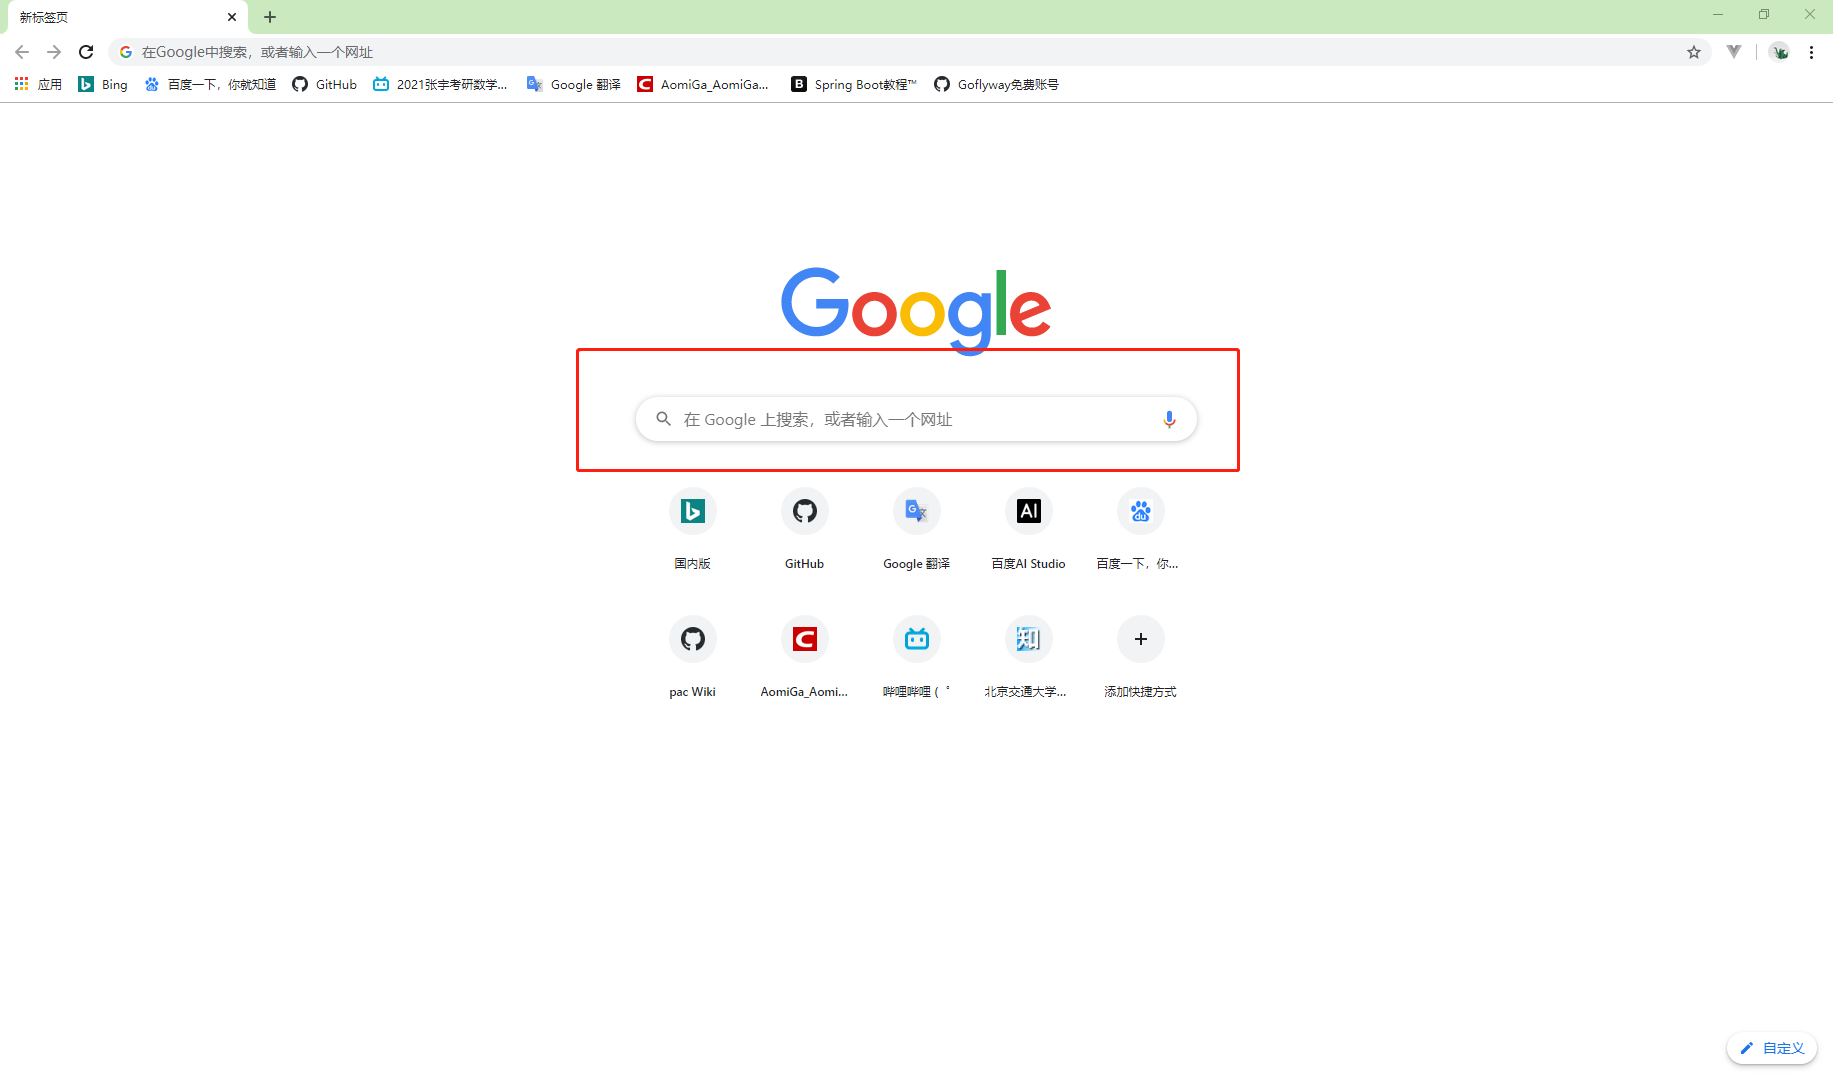 新标签页
在Google中搜索，或者输入一个网址
应用 Bing 百度一下，你就知道 GitHub 2021张宇考研数学... Google 翻译 AomiGa_AomiGa... Spring Boot教程™ Goflyway免费账号
Google
在 Google 上搜索，或者输入一个网址
国内版 GitHub Google 翻译 百度AI Studio 百度一下，你...
pac Wiki AomiGa_Aomi... 哔哩哔哩 ( ゜ 北京交通大学... 添加快捷方式
自定义